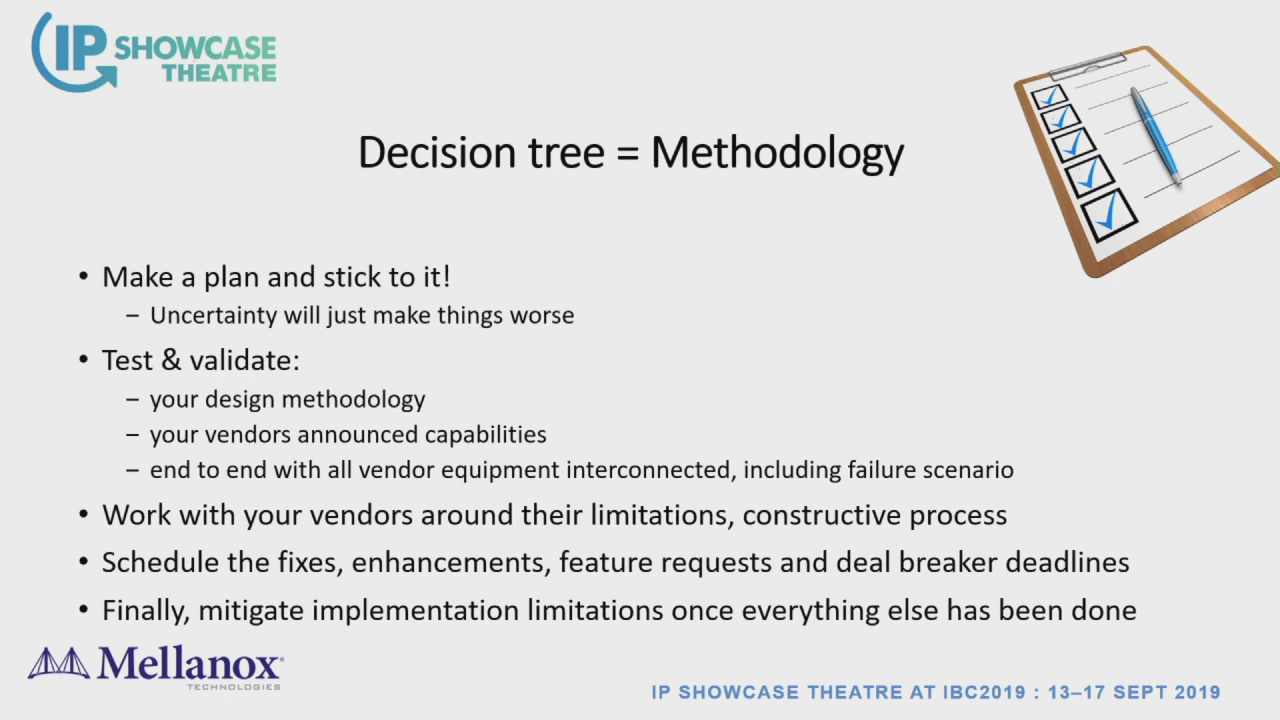 IP SHOWCASE
THEATRE
Decision tree = Methodology
• Make a plan and stick to it!
– Uncertainty will just make things worse
• Test & validate:
– your design methodology
– your vendors announced capabilities
– end to end with all vendor equipment interconnected, including failure scenario
• Work with your vendors around their limitations, constructive process
• Schedule the fixes, enhancements, feature requests and deal breaker deadlines
• Finally, mitigate implementation limitations once everything else has been done
Mellanox
TECHNOLOGIES
IP SHOWCASE THEATRE AT IBC2019 : 13–17 SEPT 2019